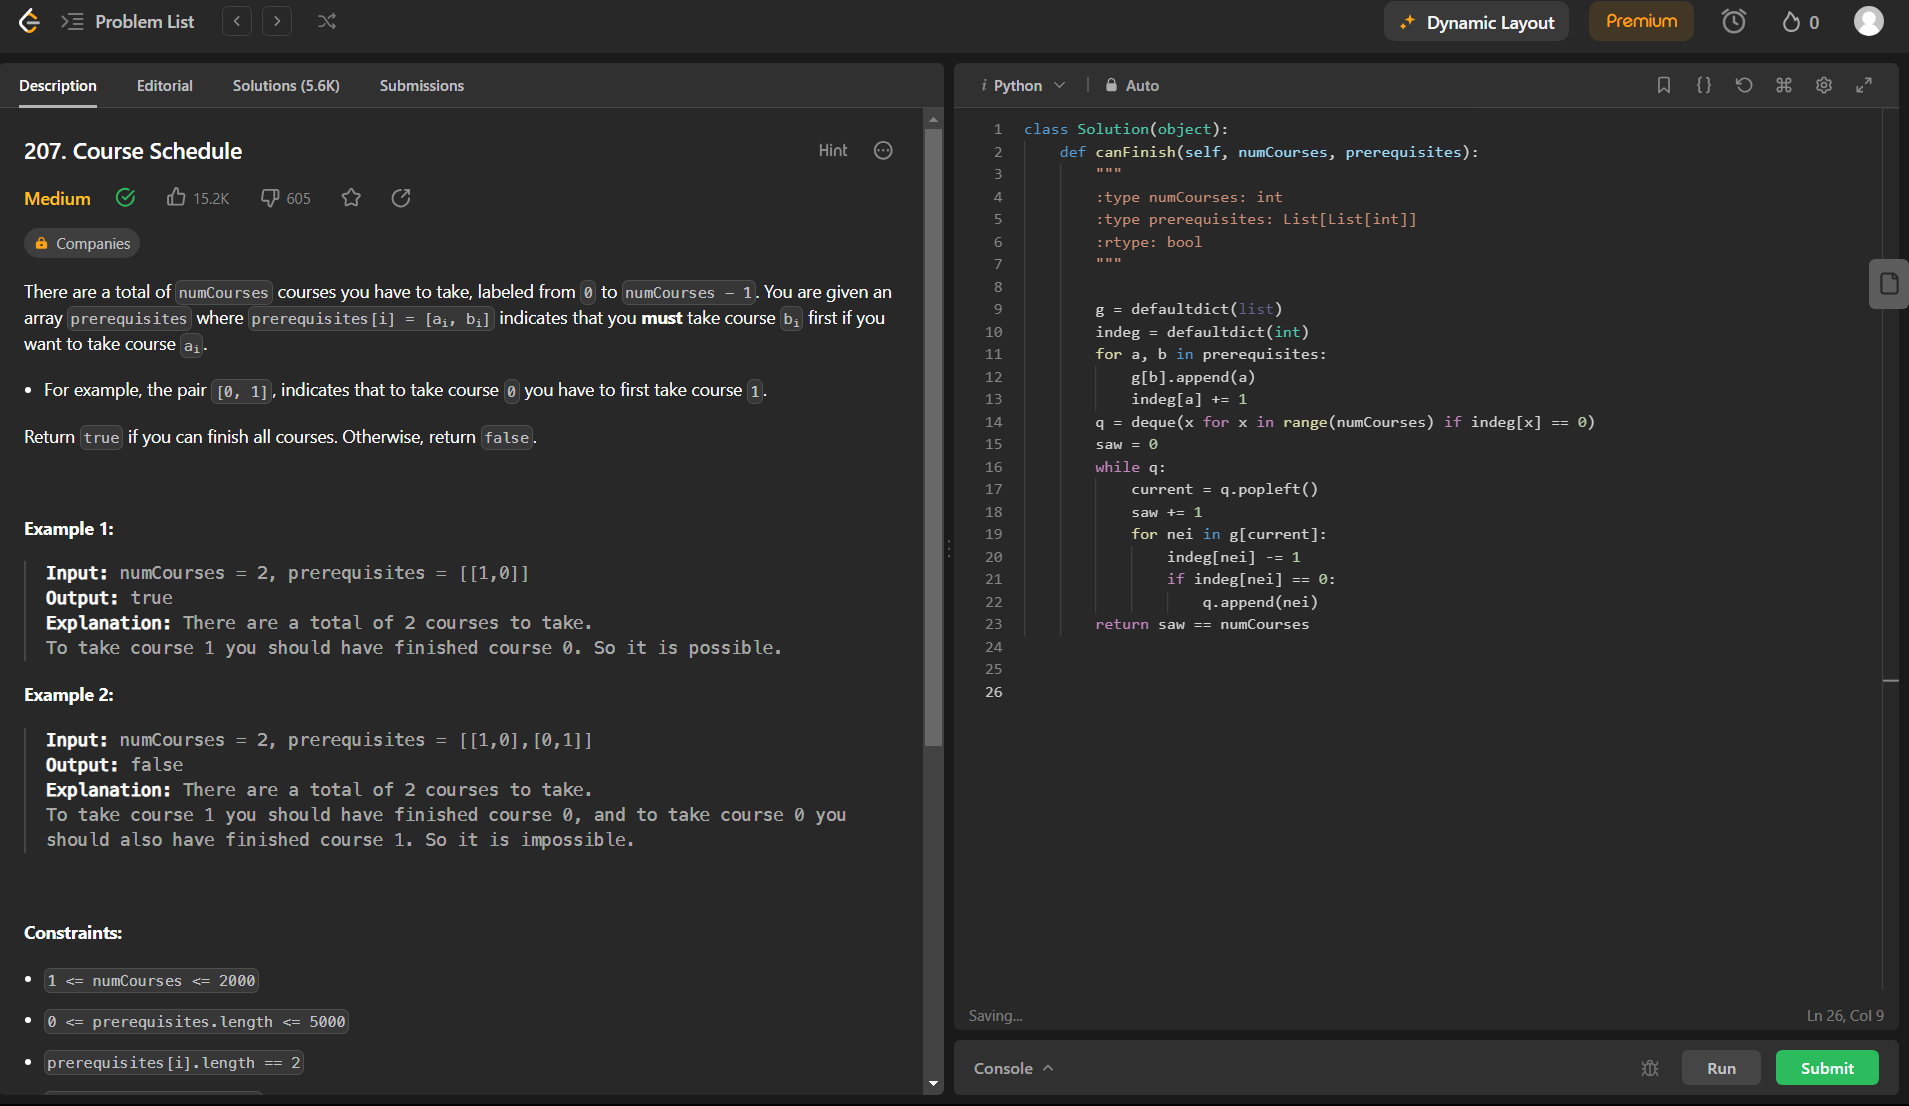 Problem List
Dynamic Layout
Premium
0
Description Editorial Solutions (5.6K) Submissions
207. Course Schedule
Hint
Medium 15.2K 605
Companies
There are a total of numCourses courses you have to take, labeled from 0 to numCourses - 1. You are given an
array prerequisites where prerequisites[i] = [ai, bi] indicates that you must take course bi first if you
want to take course ai.
• For example, the pair [0, 1], indicates that to take course 0 you have to first take course 1.
Return true if you can finish all courses. Otherwise, return false.
Example 1:
Input: numCourses = 2, prerequisites = [[1,0]]
Output: true
Explanation: There are a total of 2 courses to take.
To take course 1 you should have finished course 0. So it is possible.
Example 2:
Input: numCourses = 2, prerequisites = [[1,0],[0,1]]
Output: false
Explanation: There are a total of 2 courses to take.
To take course 1 you should have finished course 0, and to take course 0 you
should also have finished course 1. So it is impossible.
Constraints:
• 1 <= numCourses <= 2000
• 0 <= prerequisites.length <= 5000
• prerequisites[i].length == 2
i Python Auto
1 class Solution(object):
2 def canFinish(self, numCourses, prerequisites):
3 """
4 :type numCourses: int
5 :type prerequisites: List[List[int]]
6 :rtype: bool
7 """
8
9 g = defaultdict(list)
10 indeg = defaultdict(int)
11 for a, b in prerequisites:
12 g[b].append(a)
13 indeg[a] += 1
14 q = deque(x for x in range(numCourses) if indeg[x] == 0)
15 saw = 0
16 while q:
17 current = q.popleft()
18 saw += 1
19 for nei in g[current]:
20 indeg[nei] -= 1
21 if indeg[nei] == 0:
22 q.append(nei)
23 return saw == numCourses
24
25
26
Saving...
Ln 26, Col 9
Console
Run
Submit